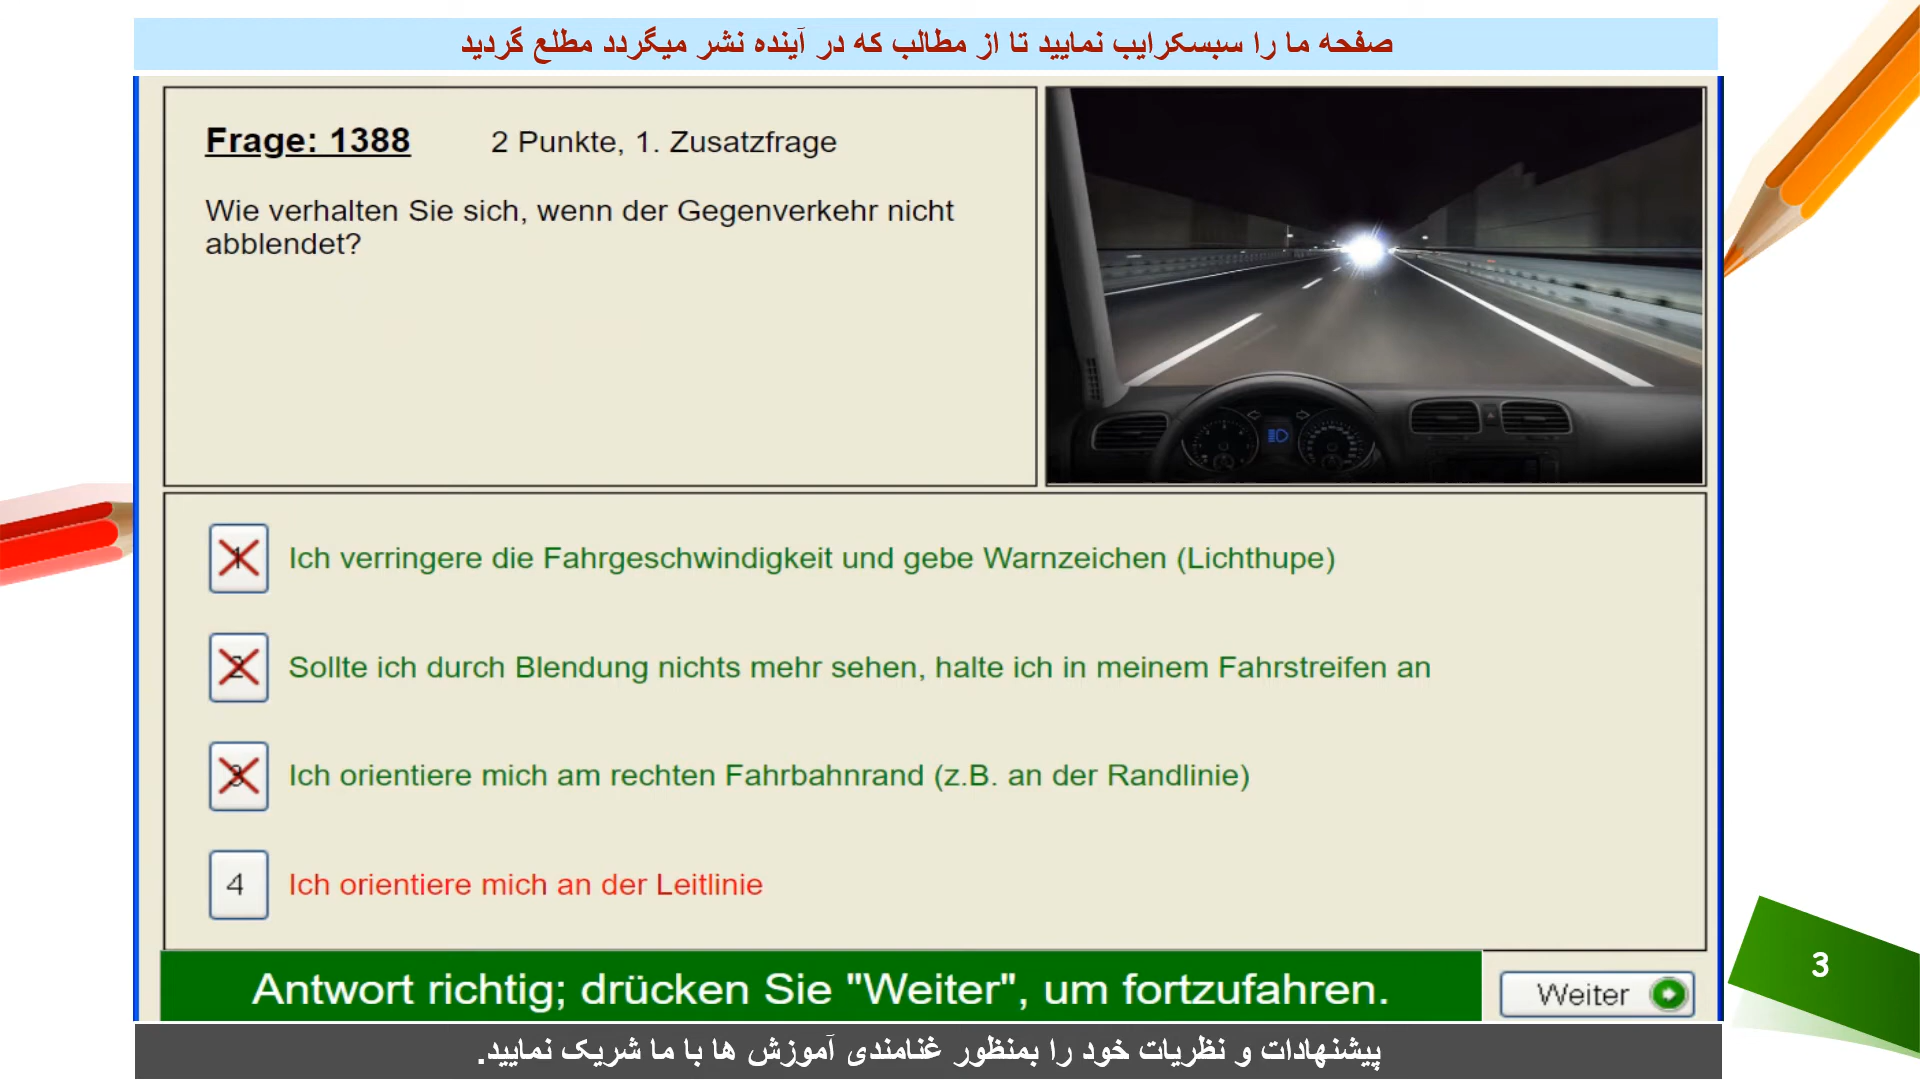 صفحه ما را سبسکرایب نمایید تا از مطالب که در آینده نشر میگردد مطلع گردید
Frage: 1388 2 Punkte, 1. Zusatzfrage
Wie verhalten Sie sich, wenn der Gegenverkehr nicht
abblendet?
1 Ich verringere die Fahrgeschwindigkeit und gebe Warnzeichen (Lichthupe)
2 Sollte ich durch Blendung nichts mehr sehen, halte ich in meinem Fahrstreifen an
3 Ich orientiere mich am rechten Fahrbahnrand (z.B. an der Randlinie)
4 Ich orientiere mich an der Leitlinie
Antwort richtig; drücken Sie "Weiter", um fortzufahren.
Weiter
3
پیشنهادات و نظریات خود را بمنظور غنامندی آموزش ها با ما شریک نمایید.